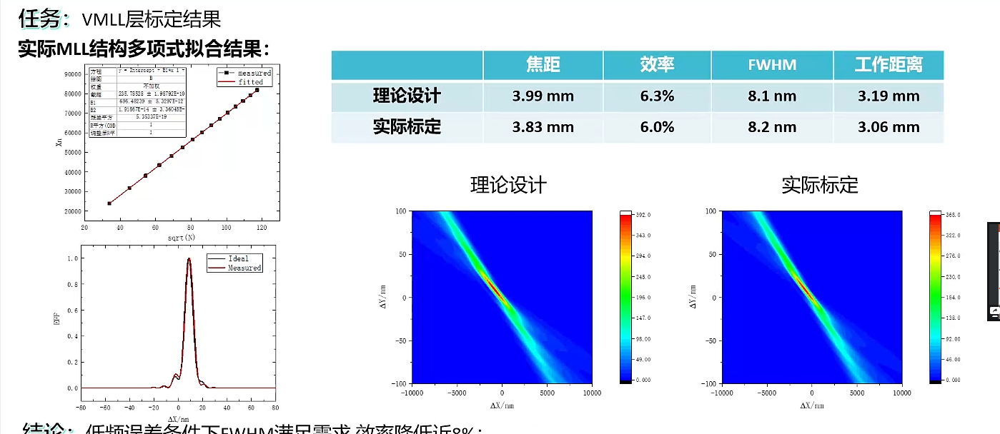 任务：VMLL层标定结果
实际MLL结构多项式拟合结果：
方程 y = Intercept + B1*x^1 +
绘图 B
权重 不加权
截距 235.78528 ± 1.98792E-10
B1 696.48239 ± 5.3297E-12
B2 1.91867E-14 ± 3.36045E-
残差平方 5.35337E-19
R平方(COD 1
调整后R平 1
measured
fitted
90000
80000
70000
60000
50000
40000
30000
20000
Xn
20 40 60 80 100 120
sqrt(N)
焦距 效率 FWHM 工作距离
理论设计 3.99 mm 6.3% 8.1 nm 3.19 mm
实际标定 3.83 mm 6.0% 8.2 nm 3.06 mm
Ideal
Measured
1.0
0.8
0.6
0.4
0.2
0.0
EFF
-80 -60 -40 -20 0 20 40 60 80
ΔX/nm
理论设计
100
50
0
-50
-100
ΔY/nm
-10000 -5000 0 5000 10000
ΔX/nm
392.0
343.0
294.0
245.0
196.0
147.0
98.00
49.00
0.000
实际标定
100
50
0
-50
-100
ΔY/nm
-10000 -5000 0 5000 10000
ΔX/nm
368.0
322.0
276.0
230.0
184.0
138.0
92.00
46.00
0.000
结论：低频误差条件下FWHM满足需求,效率降低近8%；